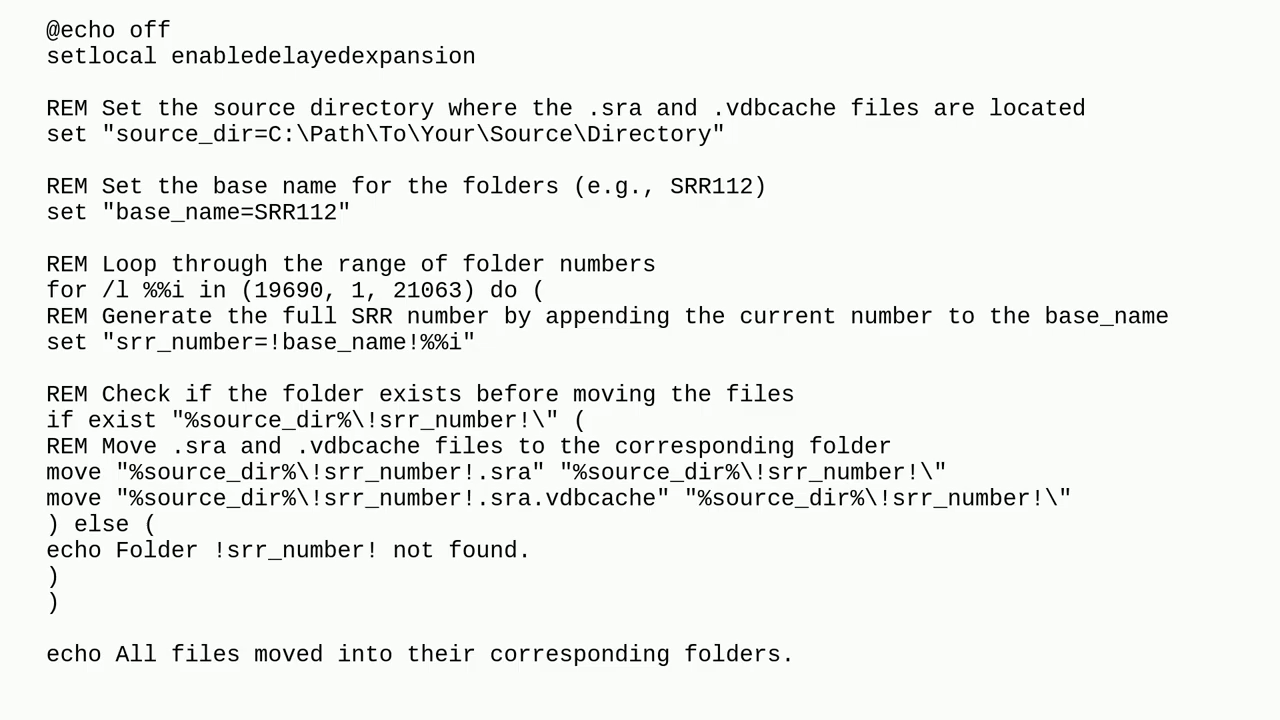 @echo off
setlocal enabledelayedexpansion
REM Set the source directory where the .sra and .vdbcache files are located
set "source_dir=C:\Path\To\Your\Source\Directory"
REM Set the base name for the folders (e.g., SRR112)
set "base_name=SRR112"
REM Loop through the range of folder numbers
for /l %%i in (19690, 1, 21063) do (
REM Generate the full SRR number by appending the current number to the base_name
set "srr_number=!base_name!%%i"
REM Check if the folder exists before moving the files
if exist "%source_dir%\!srr_number!\" (
REM Move .sra and .vdbcache files to the corresponding folder
move "%source_dir%\!srr_number!.sra" "%source_dir%\!srr_number!\"
move "%source_dir%\!srr_number!.sra.vdbcache" "%source_dir%\!srr_number!\"
) else (
echo Folder !srr_number! not found.
)
)
echo All files moved into their corresponding folders.